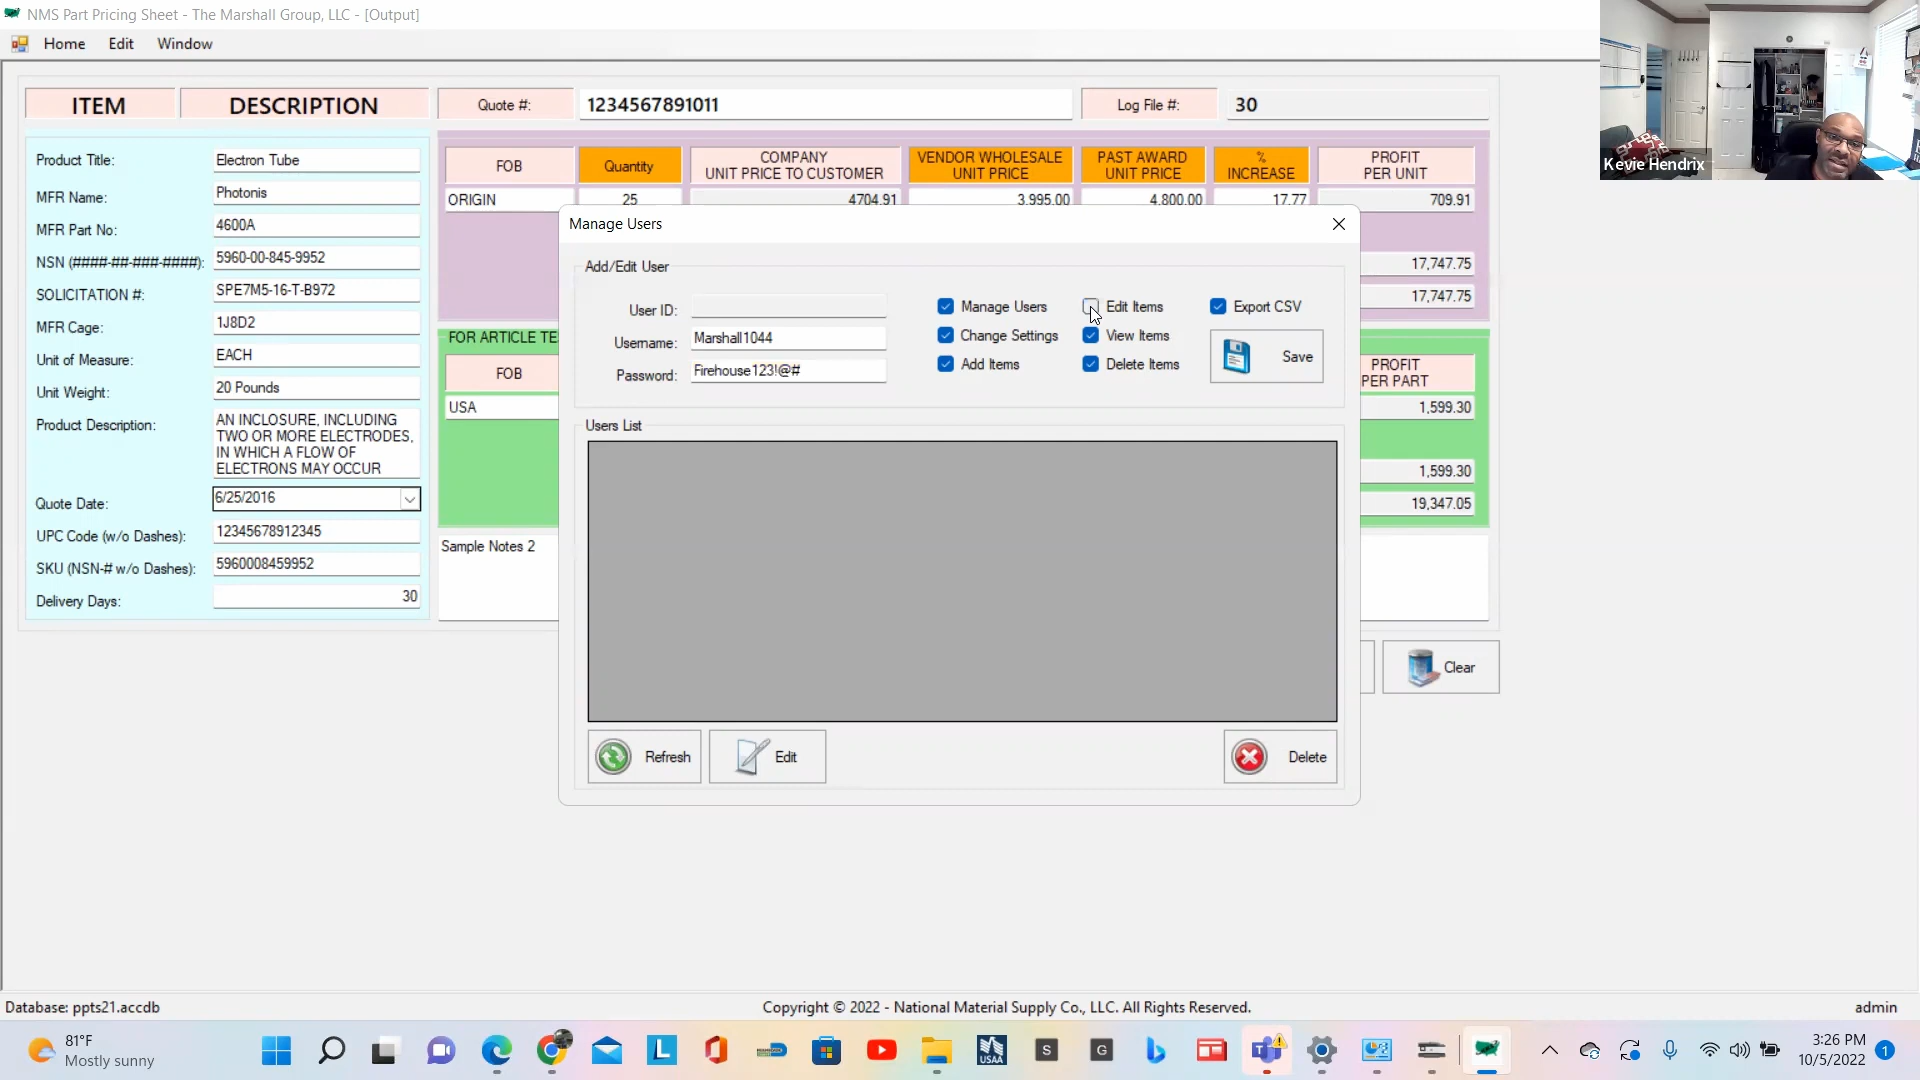 NMS Part Pricing Sheet - The Marshall Group, LLC - [Output]
Home Edit Window
ITEM DESCRIPTION Quote #: 1234567891011 Log File #: 30
Product Title: Electron Tube
MFR Name: Photonis
MFR Part No: 4600A
NSN (####-##-###-####): 5960-00-845-9952
SOLICITATION #: SPE7M5-16-T-B972
MFR Cage: 1J8D2
Unit of Measure: EACH
Unit Weight: 20 Pounds
Product Description: AN INCLOSURE, INCLUDING
TWO OR MORE ELECTRODES,
IN WHICH A FLOW OF
ELECTRONS MAY OCCUR
Quote Date: 6/25/2016
UPC Code (w/o Dashes): 12345678912345
SKU (NSN-# w/o Dashes): 5960008459952
Delivery Days: 30
FOB Quantity COMPANY
UNIT PRICE TO CUSTOMER VENDOR WHOLESALE
UNIT PRICE PAST AWARD
UNIT PRICE %
INCREASE PROFIT
PER UNIT
ORIGIN 25 4704.91 3,995.00 4,800.00 17.77 709.91
17,747.75
17,747.75
FOR ARTICLE TE
FOB PROFIT
PER PART
USA 1,599.30
1,599.30
19,347.05
Sample Notes 2
Clear
Manage Users
Add/Edit User
User ID:
Username: Marshall1044
Password: Firehouse123!@#
Manage Users Edit Items Export CSV
Change Settings View Items
Add Items Delete Items
Save
Users List
Refresh Edit Delete
Kevie Hendrix
Database: ppts21.accdb Copyright © 2022 - National Material Supply Co., LLC. All Rights Reserved. admin
81°F
Mostly sunny
L
USAA
S
G
3:26 PM
10/5/2022
1